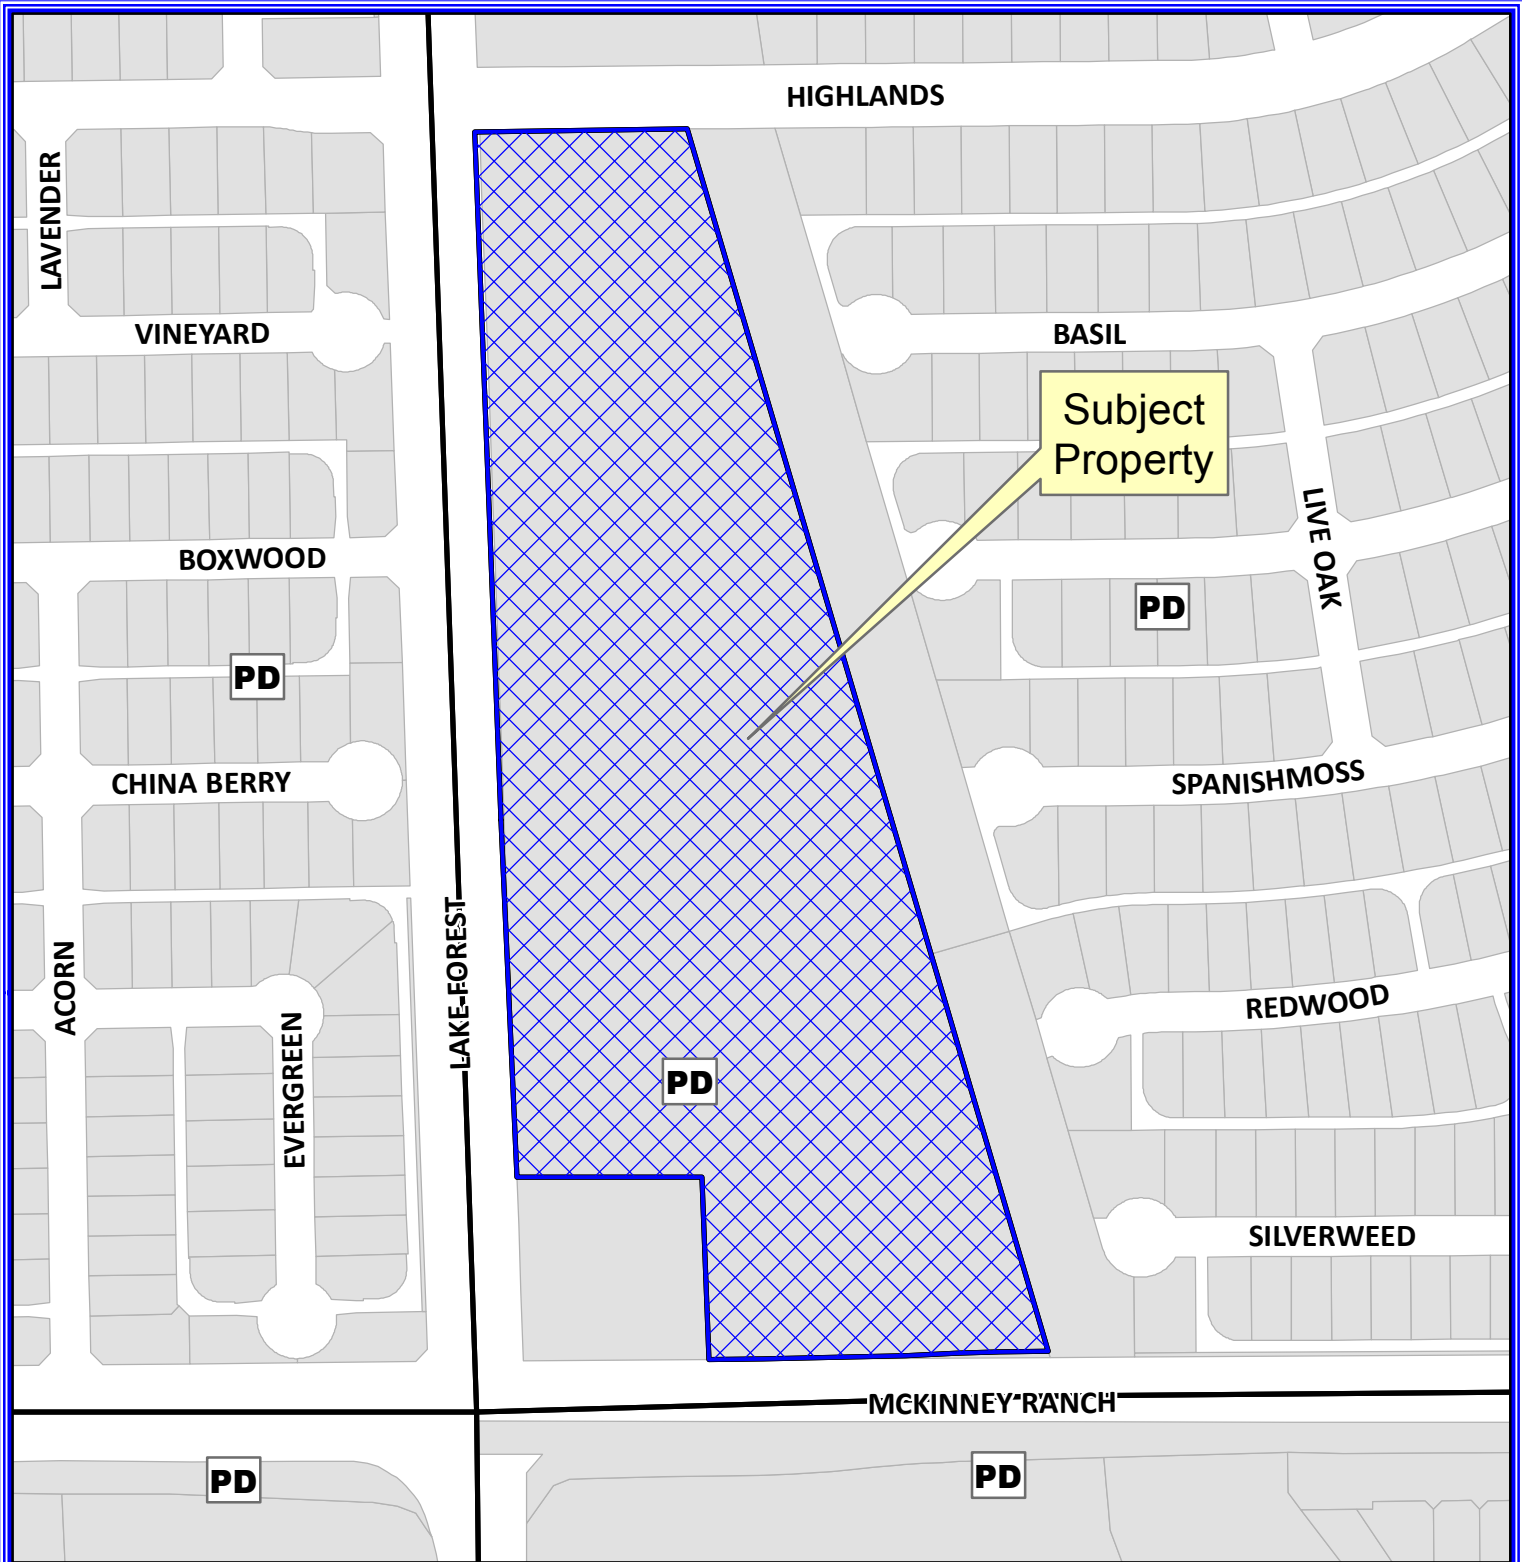 HIGHLANDS
LAVENDER
VINEYARD
BASIL
Subject
Property
LIVE OAK
BOXWOOD
PD
PD
CHINA BERRY
SPANISHMOSS
LAKE FOREST
ACORN
REDWOOD
EVERGREEN
PD
SILVERWEED
MCKINNEY RANCH
PD
PD